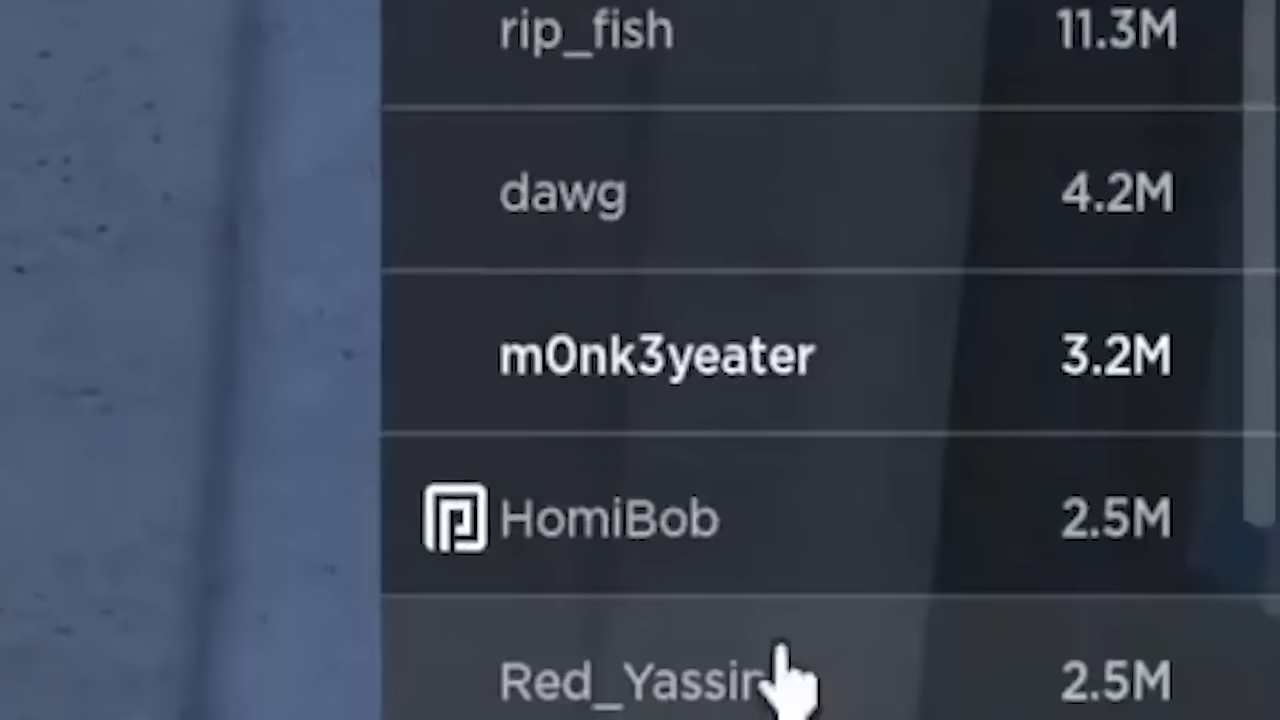 rip_fish 11.3M
dawg 4.2M
m0nk3yeater 3.2M
HomiBob 2.5M
2.5M